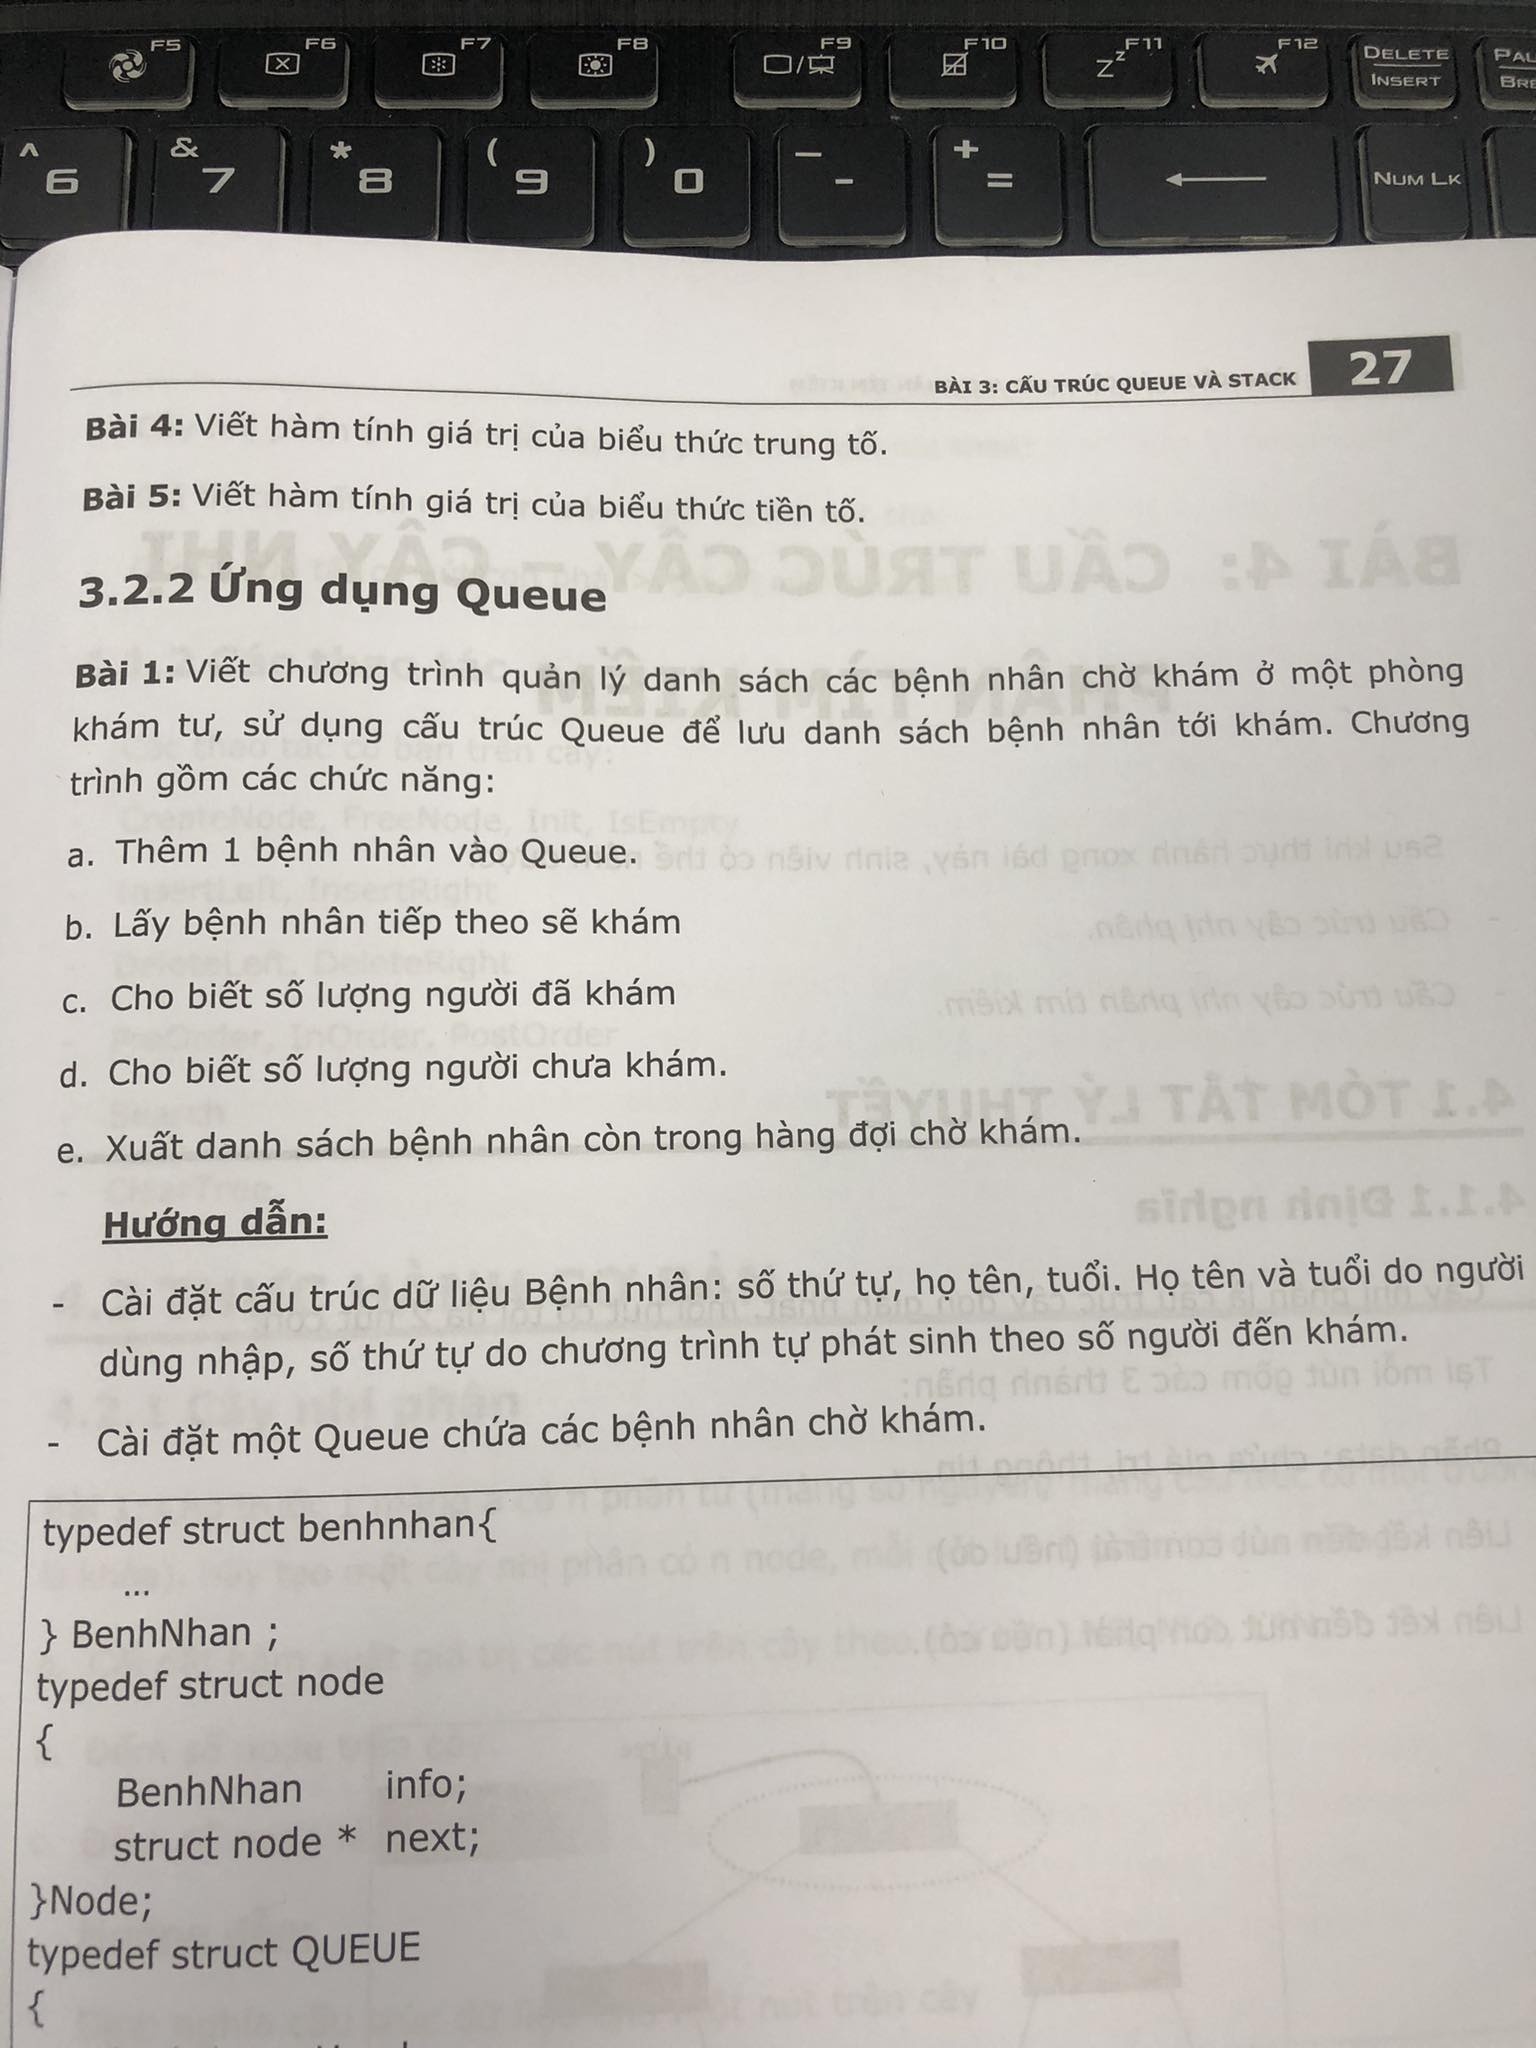 F5 F6 F7 F8 F9 F10 F11 F12 DELETE PAU
INSERT BRE
^ & * ( ) — +
6 7 8 9 0 - = NUM LK
BÀI 3: CẤU TRÚC QUEUE VÀ STACK 27
Bài 4: Viết hàm tính giá trị của biểu thức trung tố.
Bài 5: Viết hàm tính giá trị của biểu thức tiền tố.
3.2.2 Ứng dụng Queue
Bài 1: Viết chương trình quản lý danh sách các bệnh nhân chờ khám ở một phòng
khám tư, sử dụng cấu trúc Queue để lưu danh sách bệnh nhân tới khám. Chương
trình gồm các chức năng:
a. Thêm 1 bệnh nhân vào Queue.
b. Lấy bệnh nhân tiếp theo sẽ khám
c. Cho biết số lượng người đã khám
d. Cho biết số lượng người chưa khám.
e. Xuất danh sách bệnh nhân còn trong hàng đợi chờ khám.
Hướng dẫn:
- Cài đặt cấu trúc dữ liệu Bệnh nhân: số thứ tự, họ tên, tuổi. Họ tên và tuổi do người
dùng nhập, số thứ tự do chương trình tự phát sinh theo số người đến khám.
- Cài đặt một Queue chứa các bệnh nhân chờ khám.
typedef struct benhnhan{
...
} BenhNhan ;
typedef struct node
{
BenhNhan info;
struct node * next;
}Node;
typedef struct QUEUE
{